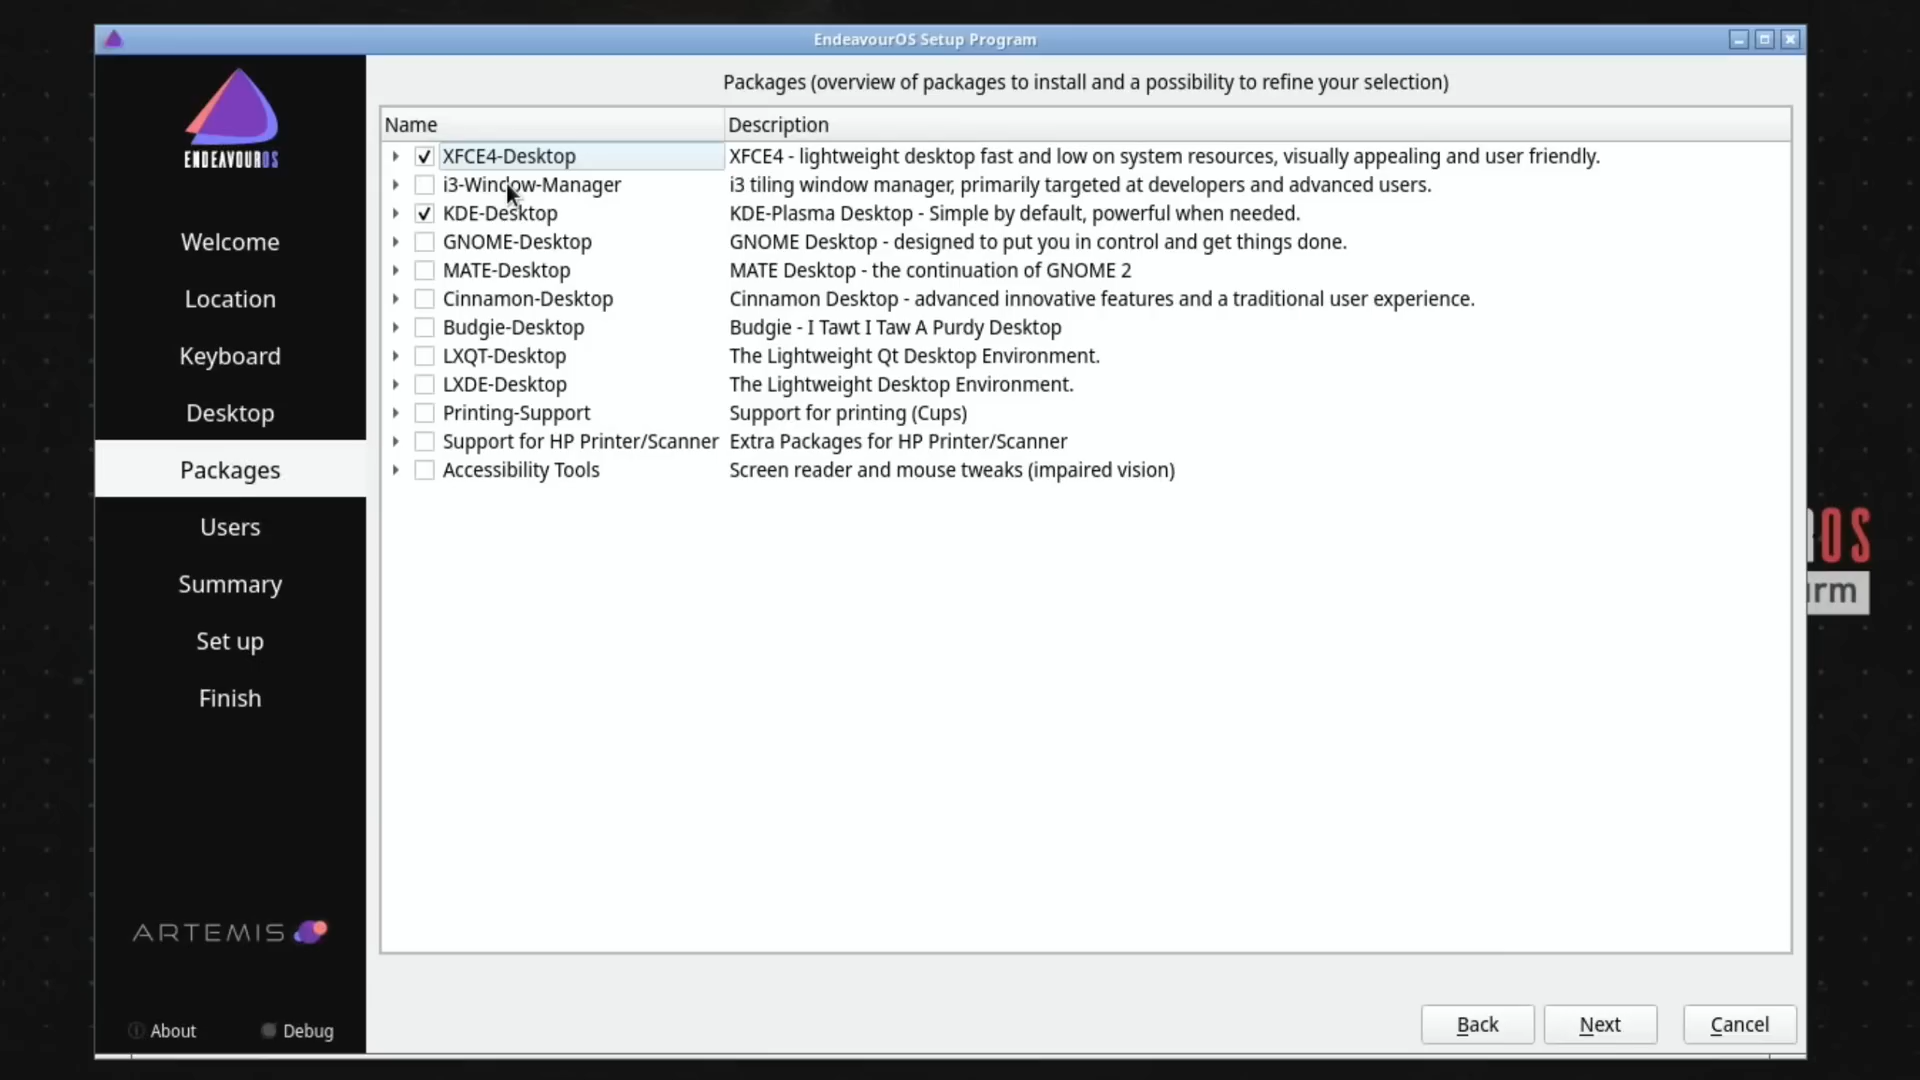 EndeavourOS Setup Program
ENDEAVOUROS
Welcome
Location
Keyboard
Desktop
Packages
Users
Summary
Set up
Finish
ARTEMIS
About
Debug
Packages (overview of packages to install and a possibility to refine your selection)
Name Description
XFCE4-Desktop XFCE4 - lightweight desktop fast and low on system resources, visually appealing and user friendly.
i3-Window-Manager i3 tiling window manager, primarily targeted at developers and advanced users.
KDE-Desktop KDE-Plasma Desktop - Simple by default, powerful when needed.
GNOME-Desktop GNOME Desktop - designed to put you in control and get things done.
MATE-Desktop MATE Desktop - the continuation of GNOME 2
Cinnamon-Desktop Cinnamon Desktop - advanced innovative features and a traditional user experience.
Budgie-Desktop Budgie - I Tawt I Taw A Purdy Desktop
LXQT-Desktop The Lightweight Qt Desktop Environment.
LXDE-Desktop The Lightweight Desktop Environment.
Printing-Support Support for printing (Cups)
Support for HP Printer/Scanner Extra Packages for HP Printer/Scanner
Accessibility Tools Screen reader and mouse tweaks (impaired vision)
Back
Next
Cancel
OS
rm